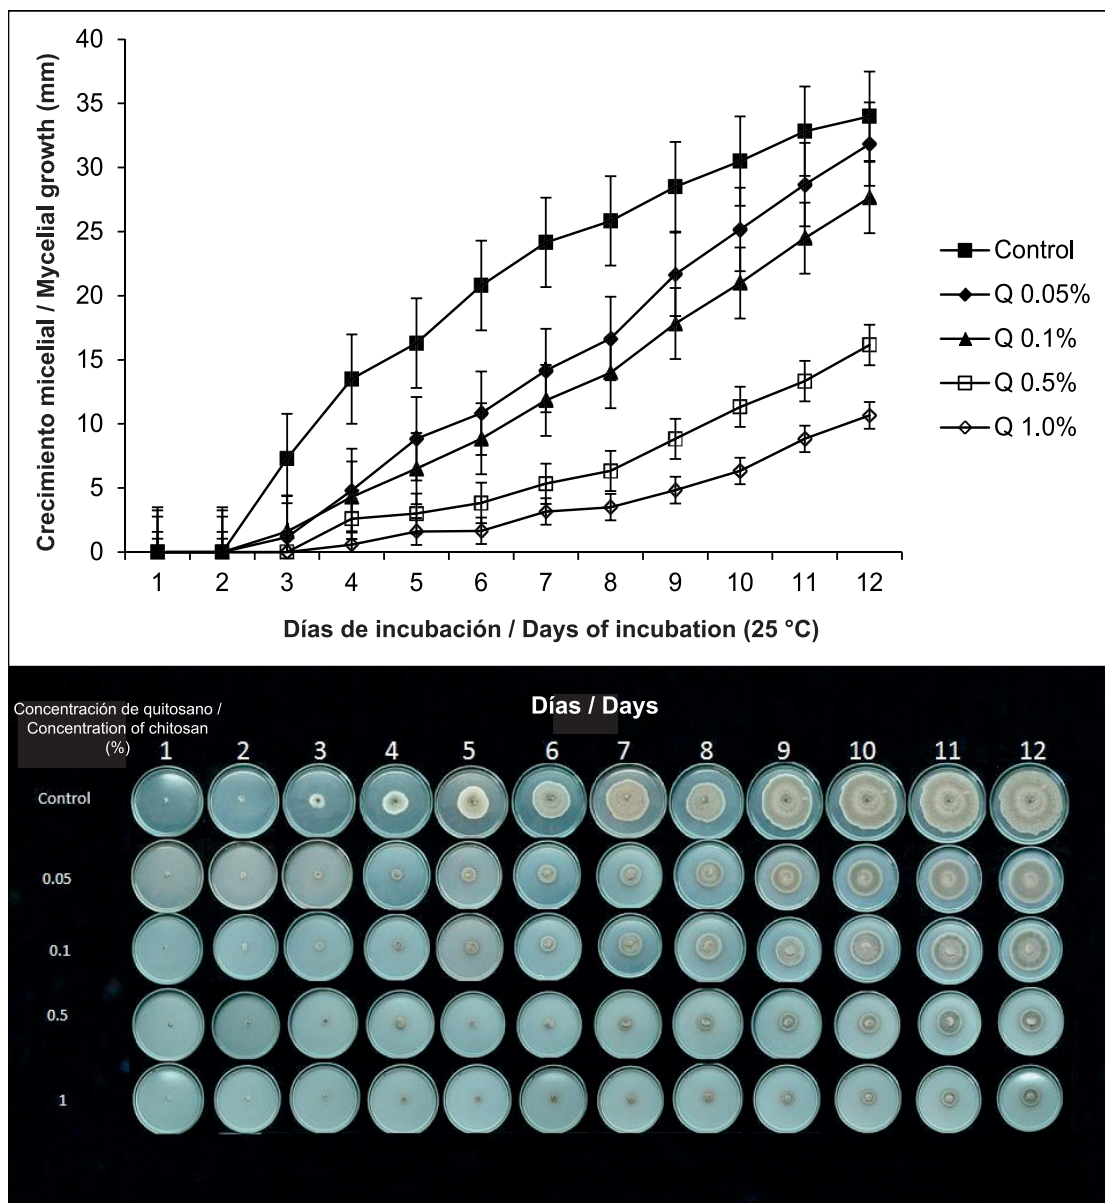 40
35
30
25
20
15
10
5
0
Crecimiento micelial / Mycelial growth (mm)
1 2 3 4 5 6 7 8 9 10 11 12
Días de incubación / Days of incubation (25 °C)
Control
Q 0.05%
Q 0.1%
Q 0.5%
Q 1.0%
Concentración de quitosano /
Concentration of chitosan
(%)
Días / Days
1 2 3 4 5 6 7 8 9 10 11 12
Control
0.05
0.1
0.5
1